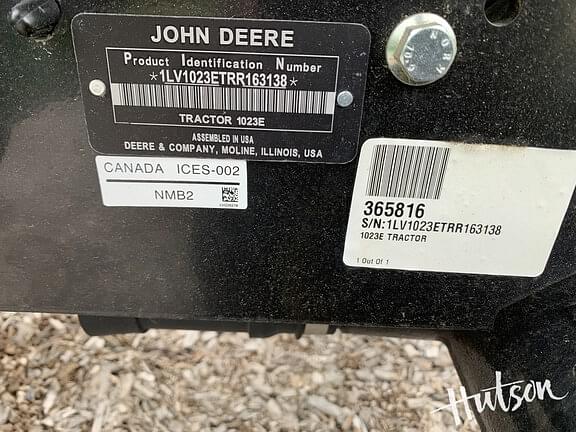 JOHN DEERE
Product Identification Number
*1LV1023ETRR163138*
TRACTOR 1023E
ASSEMBLED IN USA
DEERE & COMPANY, MOLINE, ILLINOIS, USA
CANADA ICES-002
NMB2
365816
S/N:1LV1023ETRR163138
1023E TRACTOR
1 Out Of 1
Hutson